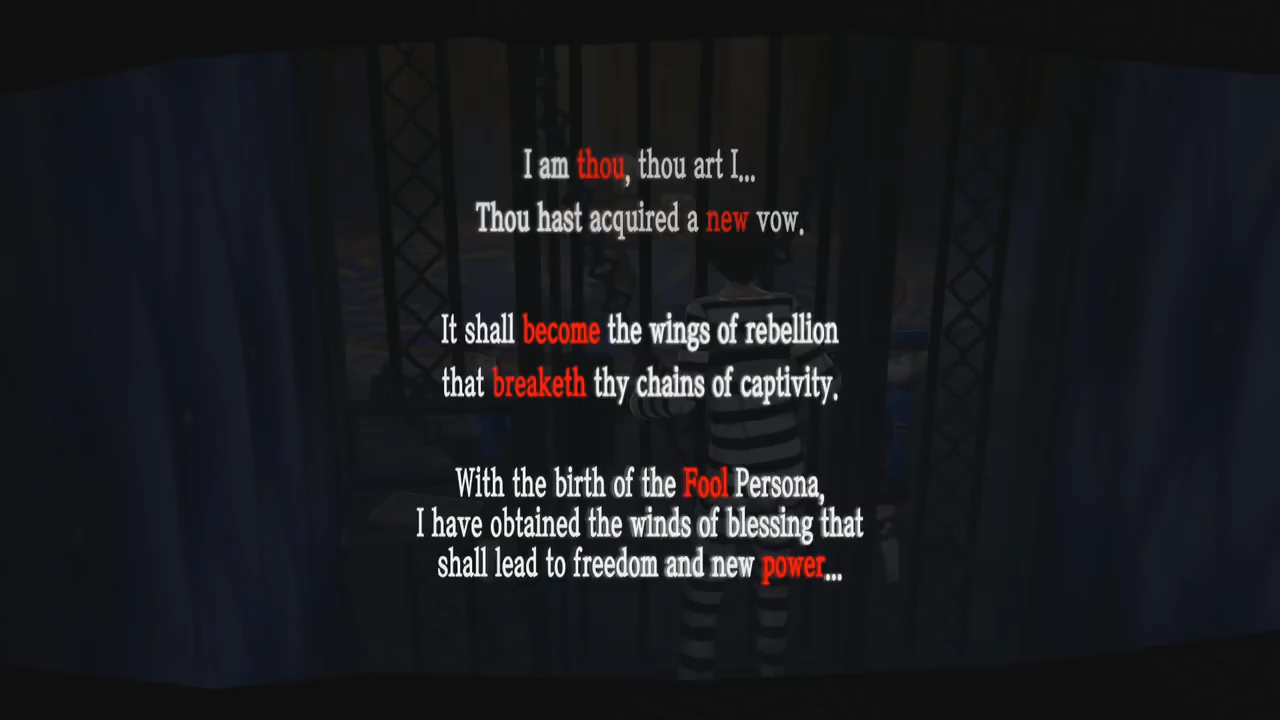 I am thou, thou art I...
Thou hast acquired a new vow.
It shall become the wings of rebellion
that breaketh thy chains of captivity.
With the birth of the Fool Persona,
I have obtained the winds of blessing that
shall lead to freedom and new power...